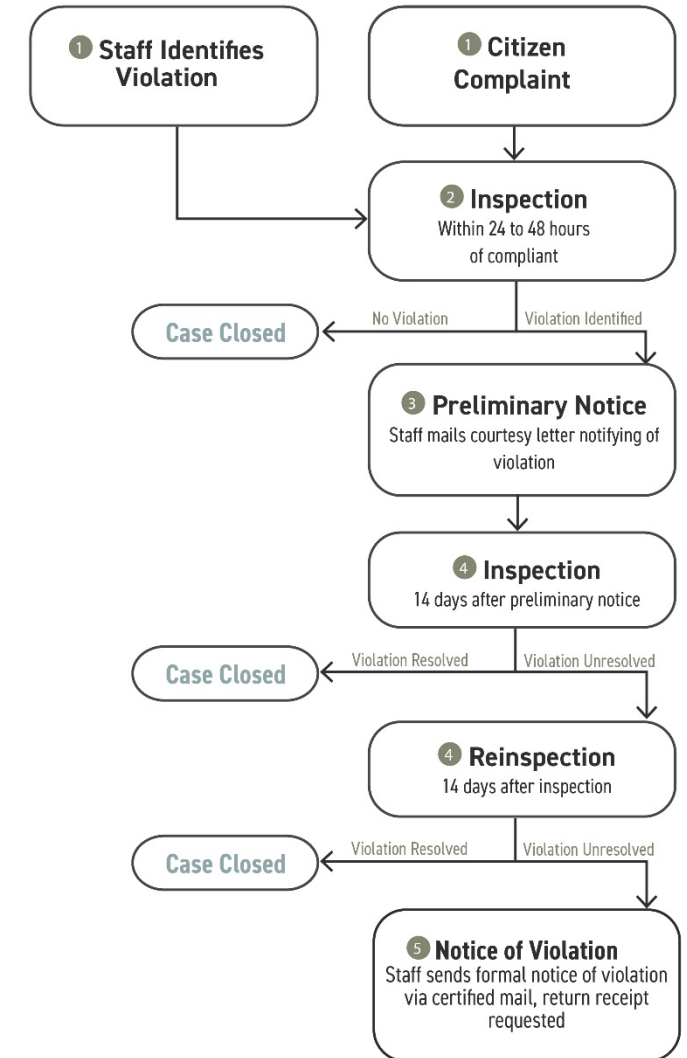 1 Staff Identifies
Violation
1 Citizen
Complaint
2 Inspection
Within 24 to 48 hours
of compliant
No Violation
Violation Identified
Case Closed
3 Preliminary Notice
Staff mails courtesy letter notifying of
violation
4 Inspection
14 days after preliminary notice
Violation Resolved
Violation Unresolved
Case Closed
4 Reinspection
14 days after inspection
Violation Resolved
Violation Unresolved
Case Closed
5 Notice of Violation
Staff sends formal notice of violation
via certified mail, return receipt
requested